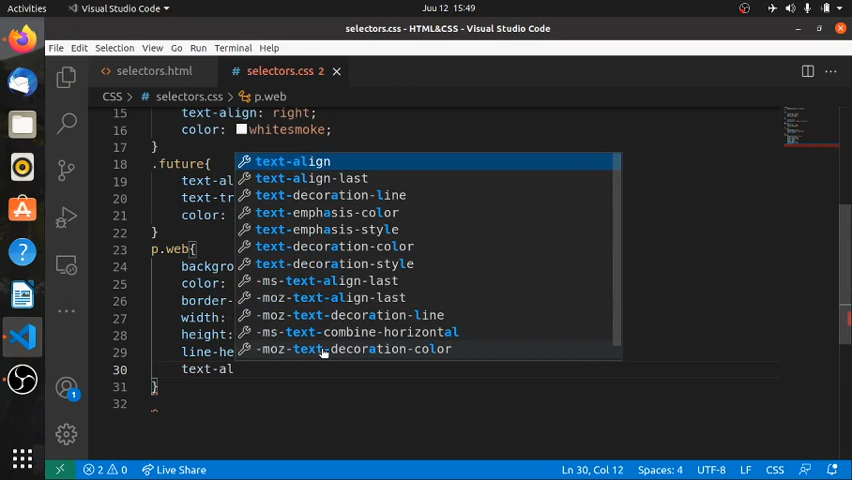 Activities
Visual Studio Code
Juu 12 15:49
selectors.css - HTML&CSS - Visual Studio Code
File Edit Selection View Go Run Terminal Help
selectors.html
# selectors.css 2
CSS > # selectors.css > p.web
15 text-align: right;
16 color: whitesmoke;
17 }
18 .future{
19 text-al
20 text-tr
21 color:
22 }
23 p.web{
24 backgro
25 color:
26 border-
27 width:
28 height:
29 line-he
30 text-al
31 }
32
text-align
text-align-last
text-decoration-line
text-emphasis-color
text-emphasis-style
text-decoration-color
text-decoration-style
-ms-text-align-last
-moz-text-align-last
-moz-text-decoration-line
-ms-text-combine-horizontal
-moz-text-decoration-color
1
2 0 Live Share
Ln 30, Col 12 Spaces: 4 UTF-8 LF CSS